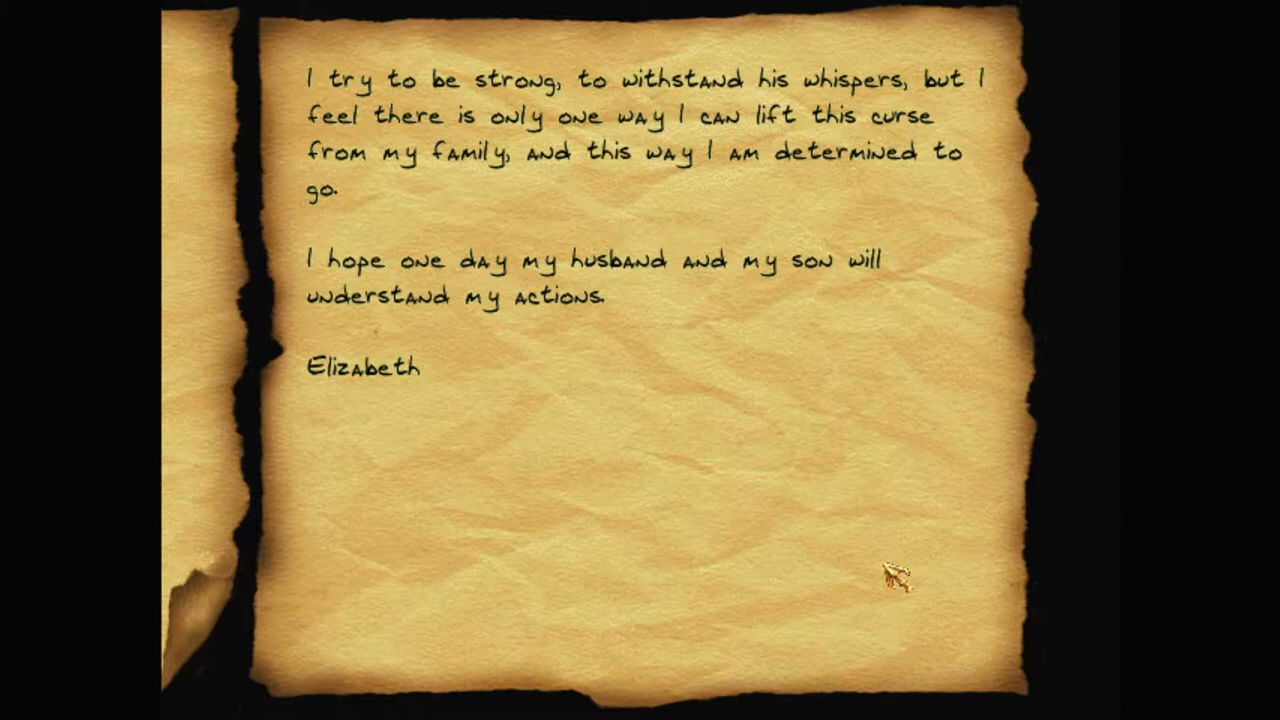 I try to be strong, to withstand his whispers, but I
feel there is only one way I can lift this curse
from my family, and this way I am determined to
go.
I hope one day my husband and my son will
understand my actions.
Elizabeth